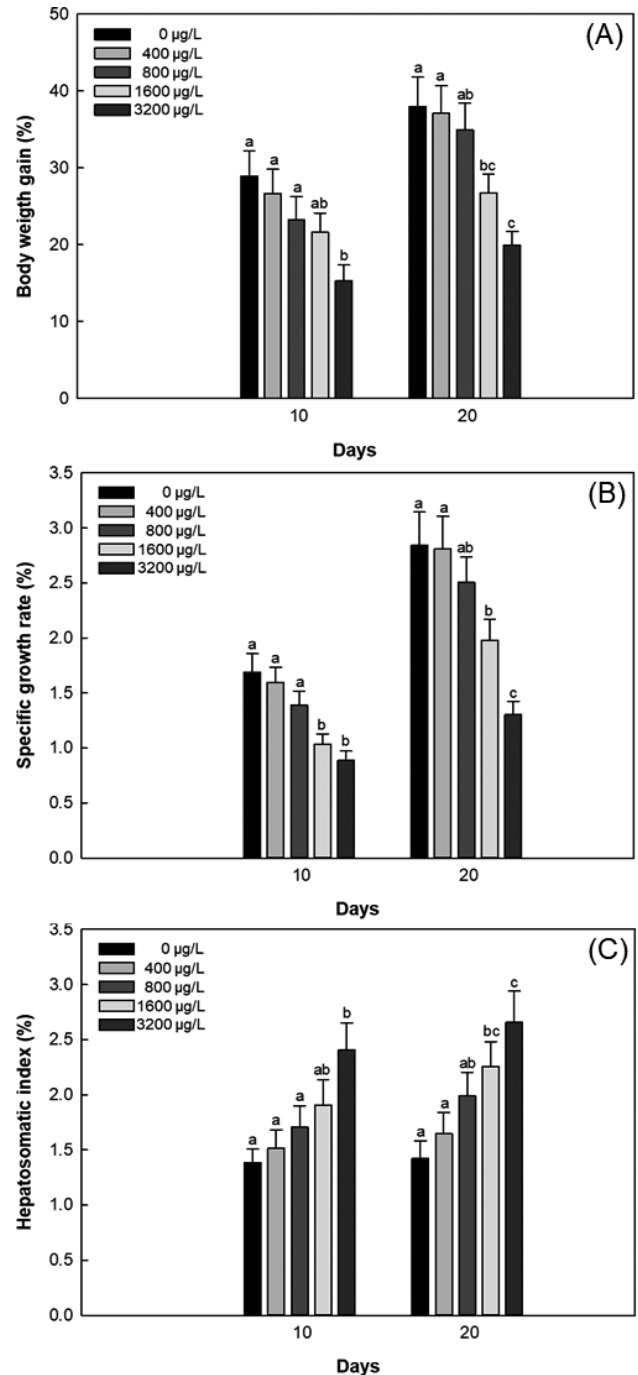 50
40
30
20
10
0
Body weigth gain (%)
0 µg/L
400 µg/L
800 µg/L
1600 µg/L
3200 µg/L
(A)
a
a
a
ab
b
a
a
ab
bc
c
10
20
Days
3.5
3.0
2.5
2.0
1.5
1.0
0.5
0.0
Specific growth rate (%)
0 µg/L
400 µg/L
800 µg/L
1600 µg/L
3200 µg/L
(B)
a
a
a
b
b
a
a
ab
b
c
10
20
Days
3.5
3.0
2.5
2.0
1.5
1.0
0.5
0.0
Hepatosomatic index (%)
0 µg/L
400 µg/L
800 µg/L
1600 µg/L
3200 µg/L
(C)
a
a
a
ab
b
a
a
ab
bc
c
10
20
Days